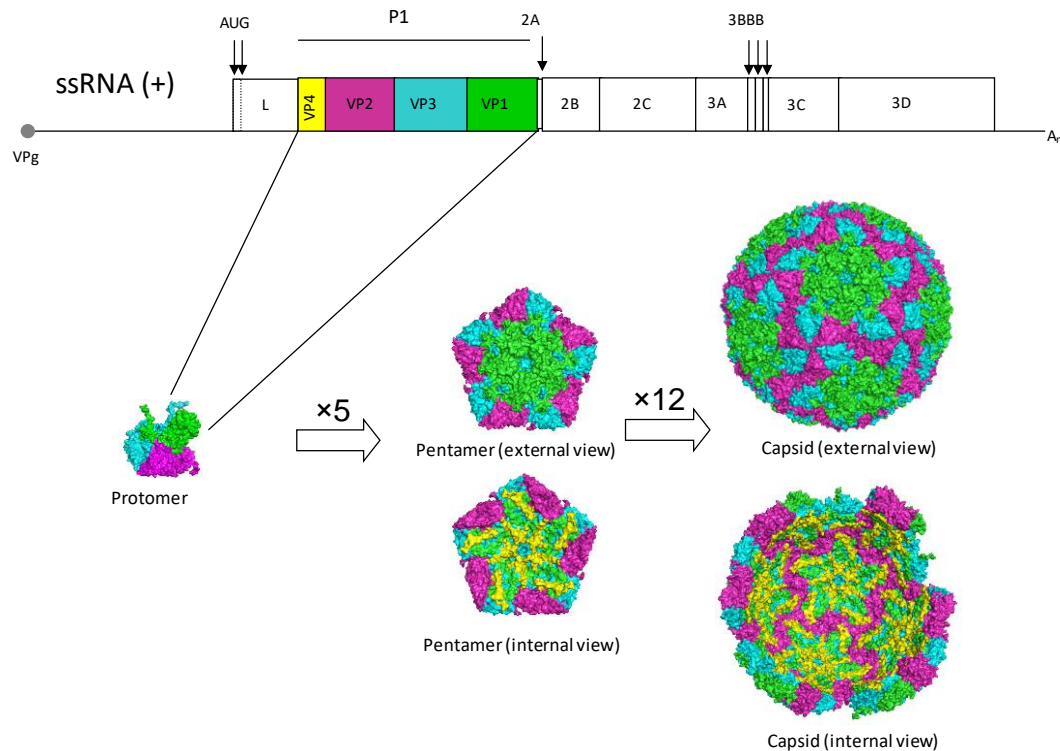 P1
AUG
2A
3BBB
ssRNA (+)
L
VP4
VP2
VP3
VP1
2B
2C
3A
3C
3D
VPg
An
×5
×12
Protomer
Pentamer (external view)
Capsid (external view)
Pentamer (internal view)
Capsid (internal view)